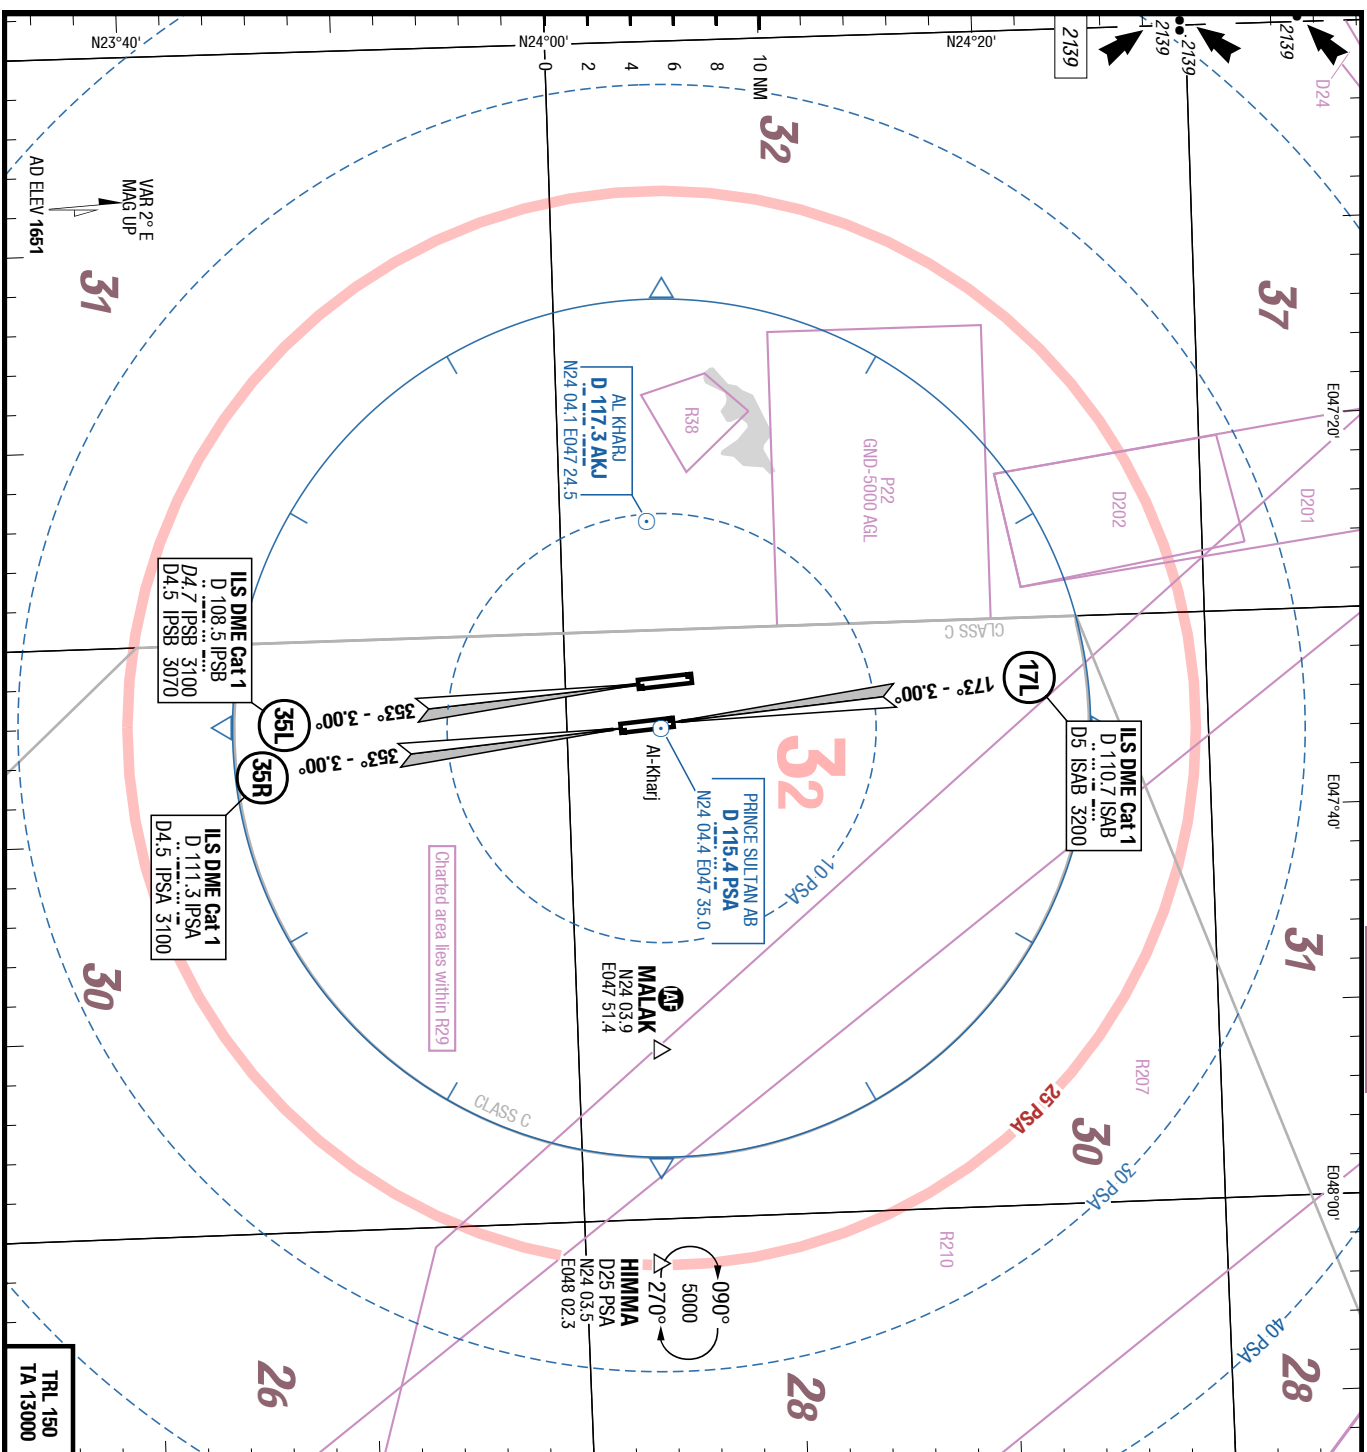 N23°40'
N24°00'
N24°20'
0
2
4
6
8
10 NM
2139
2139
2139
2139
D24
32
37
31
VAR 2° E
MAG UP
AD ELEV 1651
E047°20'
E047°40'
E048°00'
AL KHARJ
D 117.3 AKJ
N24 04.1 E047 24.5
R38
P22
GND-5000 AGL
D202
D201
CLASS C
ILS DME Cat 1
D 108.5 IPSB
D4.7 IPSB 3100
D4.5 IPSB 3070
35L
353° - 3.00°
35R
353° - 3.00°
ILS DME Cat 1
D 111.3 IPSA
D4.5 IPSA 3100
17L
173° - 3.00°
ILS DME Cat 1
D 110.7 ISAB
D5 ISAB 3200
Al-Kharj
32
PRINCE SULTAN AB
D 115.4 PSA
N24 04.4 E047 35.0
10 PSA
Charted area lies within R29
IAF
MALAK
N24 03.9
E047 51.4
CLASS C
30
31
R207
25 PSA
30
30 PSA
R210
40 PSA
HIMMA
D25 PSA
N24 03.5
E048 02.3
090°
5000
270°
26
28
28
TRL 150
TA 13000